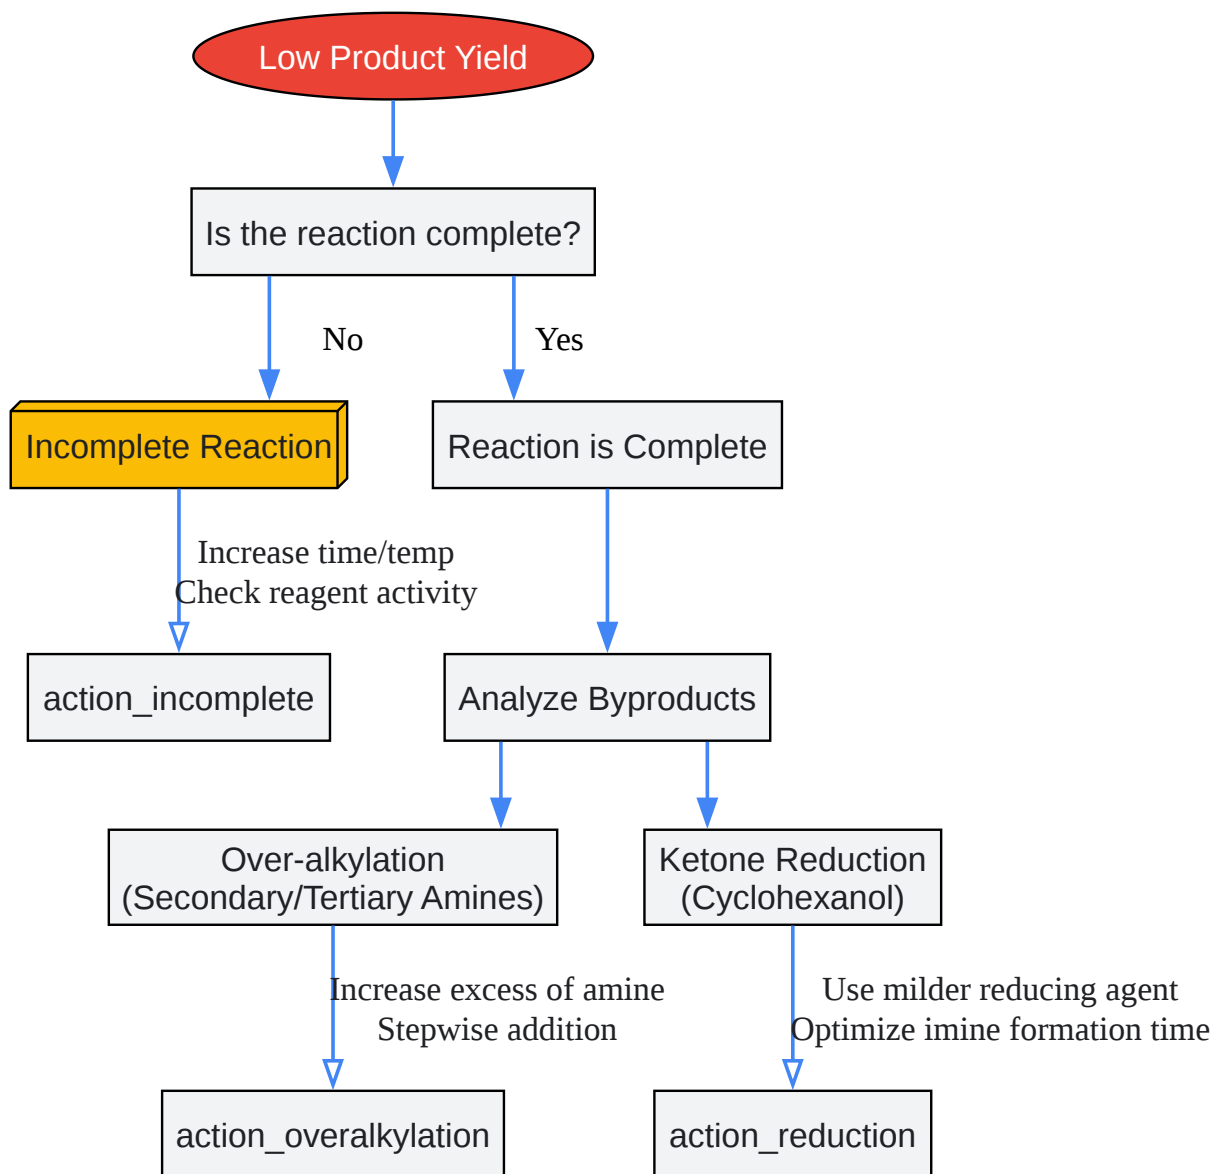 Low Product Yield
Is the reaction complete?
No
Yes
Incomplete Reaction
Reaction is Complete
Increase time/temp
Check reagent activity
action_incomplete
Analyze Byproducts
Over-alkylation
(Secondary/Tertiary Amines)
Ketone Reduction
(Cyclohexanol)
Increase excess of amine
Stepwise addition
Use milder reducing agent
Optimize imine formation time
action_overalkylation
action_reduction